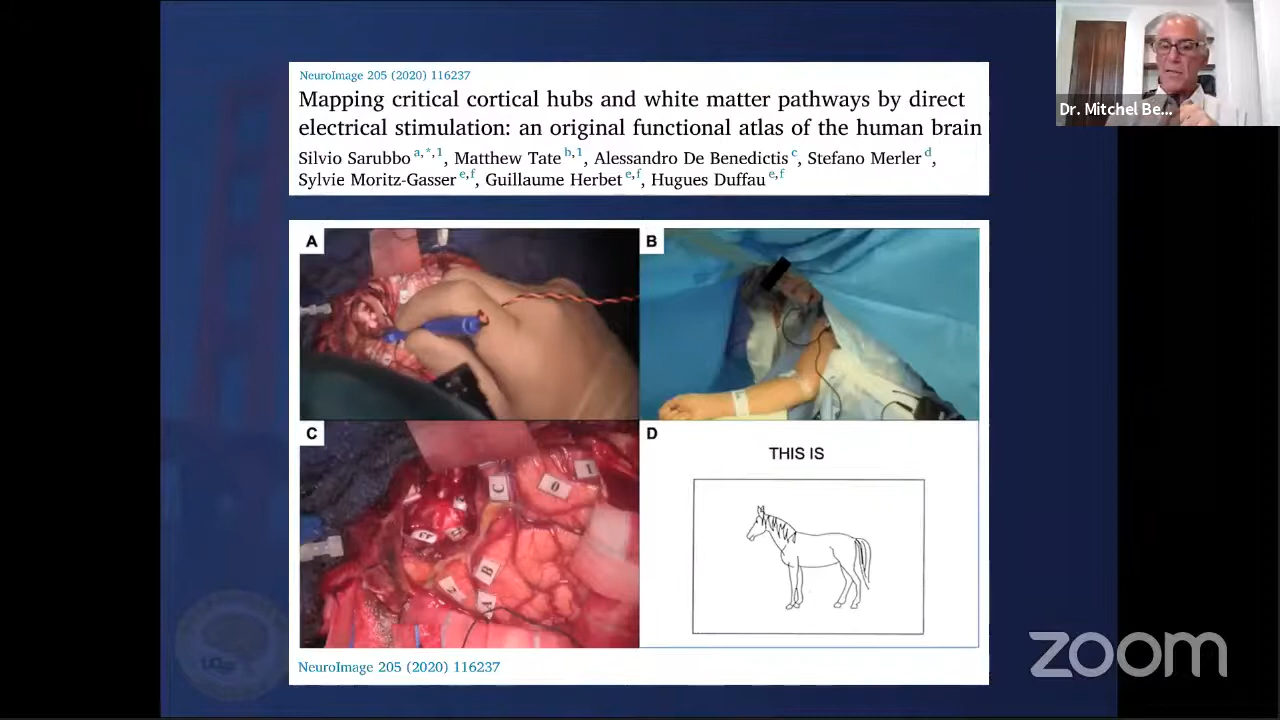 NeuroImage 205 (2020) 116237
Mapping critical cortical hubs and white matter pathways by direct
electrical stimulation: an original functional atlas of the human brain
Silvio Sarubbo a,*,1, Matthew Tate b,1, Alessandro De Benedictis c, Stefano Merler d,
Sylvie Moritz-Gasser e,f, Guillaume Herbet e,f, Hugues Duffau e,f
Dr. Mitchel Be...
A
B
C
D
THIS IS
C
0
1
B
A
NeuroImage 205 (2020) 116237
zoom